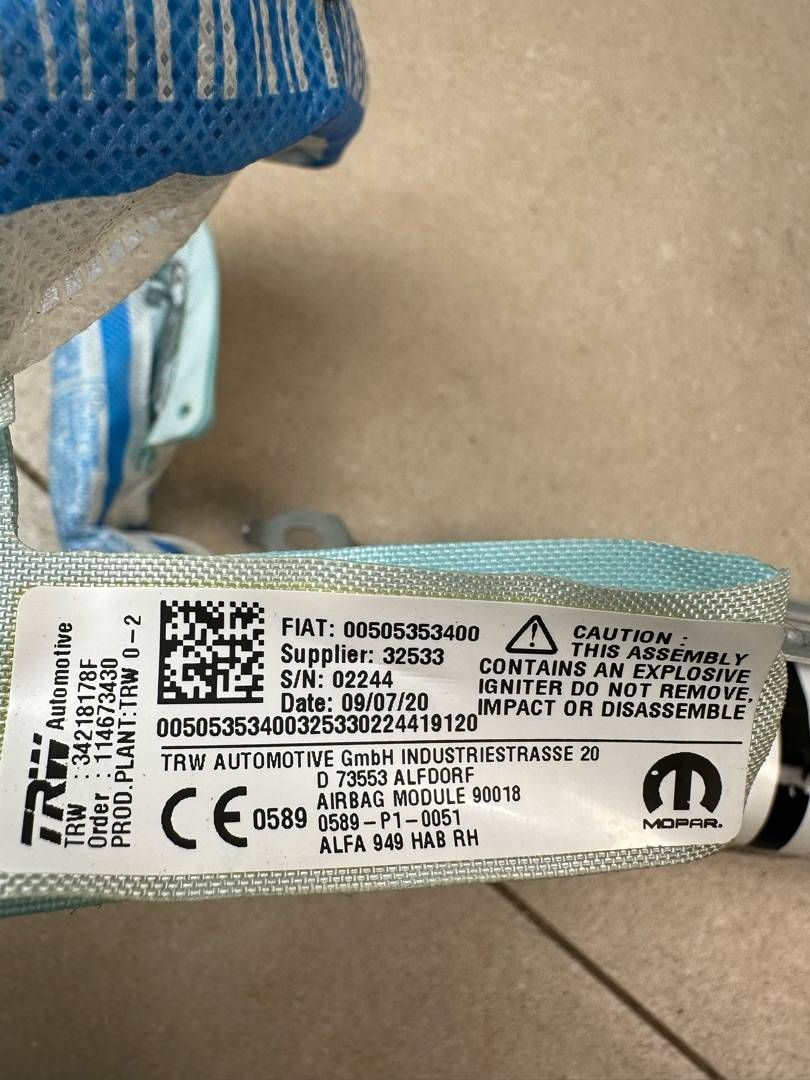 TRW Automotive
TRW : 34218178F
Order : 114673430
PROD.PLANT:TRW 0-2
FIAT: 00505353400
Supplier: 32533
S/N: 02244
Date: 09/07/20
00505353400325330224419120
CAUTION :
THIS ASSEMBLY
CONTAINS AN EXPLOSIVE
IGNITER DO NOT REMOVE,
IMPACT OR DISASSEMBLE
TRW AUTOMOTIVE GmbH INDUSTRIESTRASSE 20
D 73553 ALFDORF
AIRBAG MODULE 90018
CE 0589 0589-P1-0051
ALFA 949 HAB RH
MOPAR.